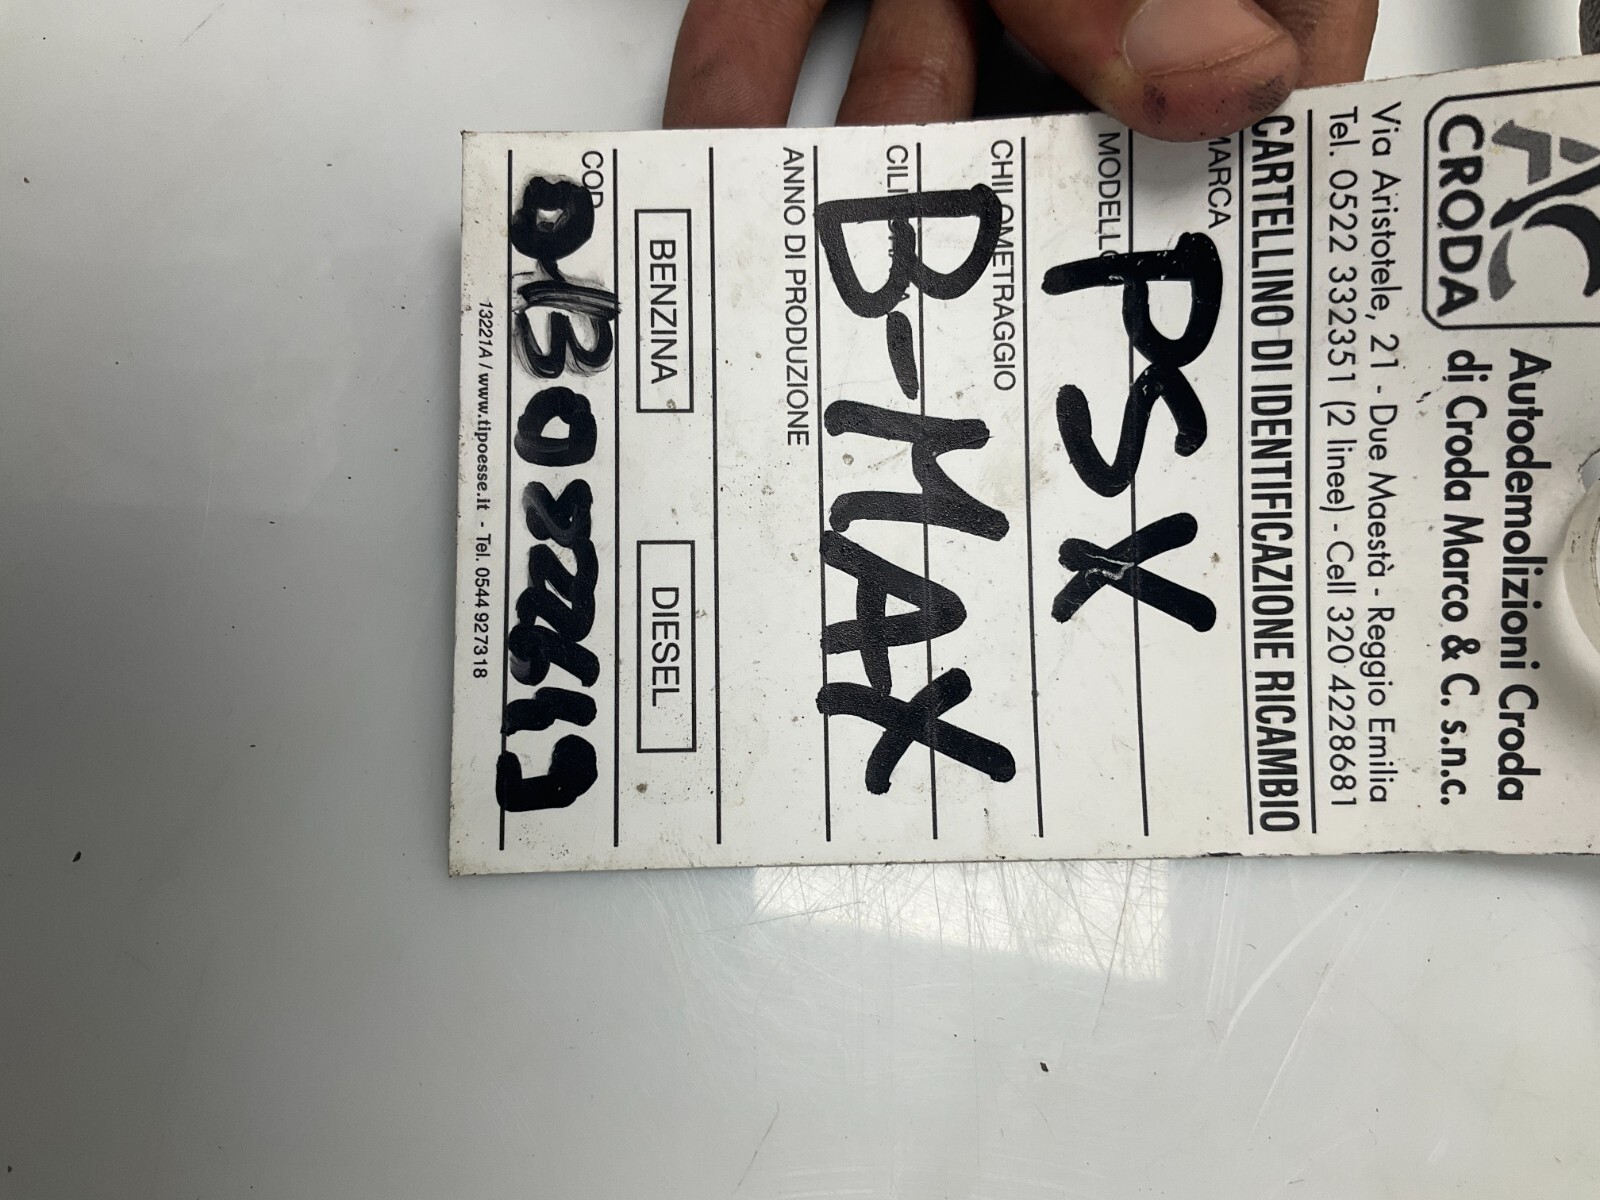 AC
CRODA
Autodemolizioni Croda
di Croda Marco & C. s.n.c.
Via Aristotele, 21 - Due Maestà - Reggio Emilia
Tel. 0522 332351 (2 linee) - Cell 320 422868
CARTELLINO DI IDENTIFICAZIONE RICAMBIO
MARCA
PSX
MODELLO
CHILOMETRAGGIO
B-MAX
ANNO DI PRODUZIONE
BENZINA DIESEL
COD
13221A / www.tipoesse.it - Tel. 0544 927318